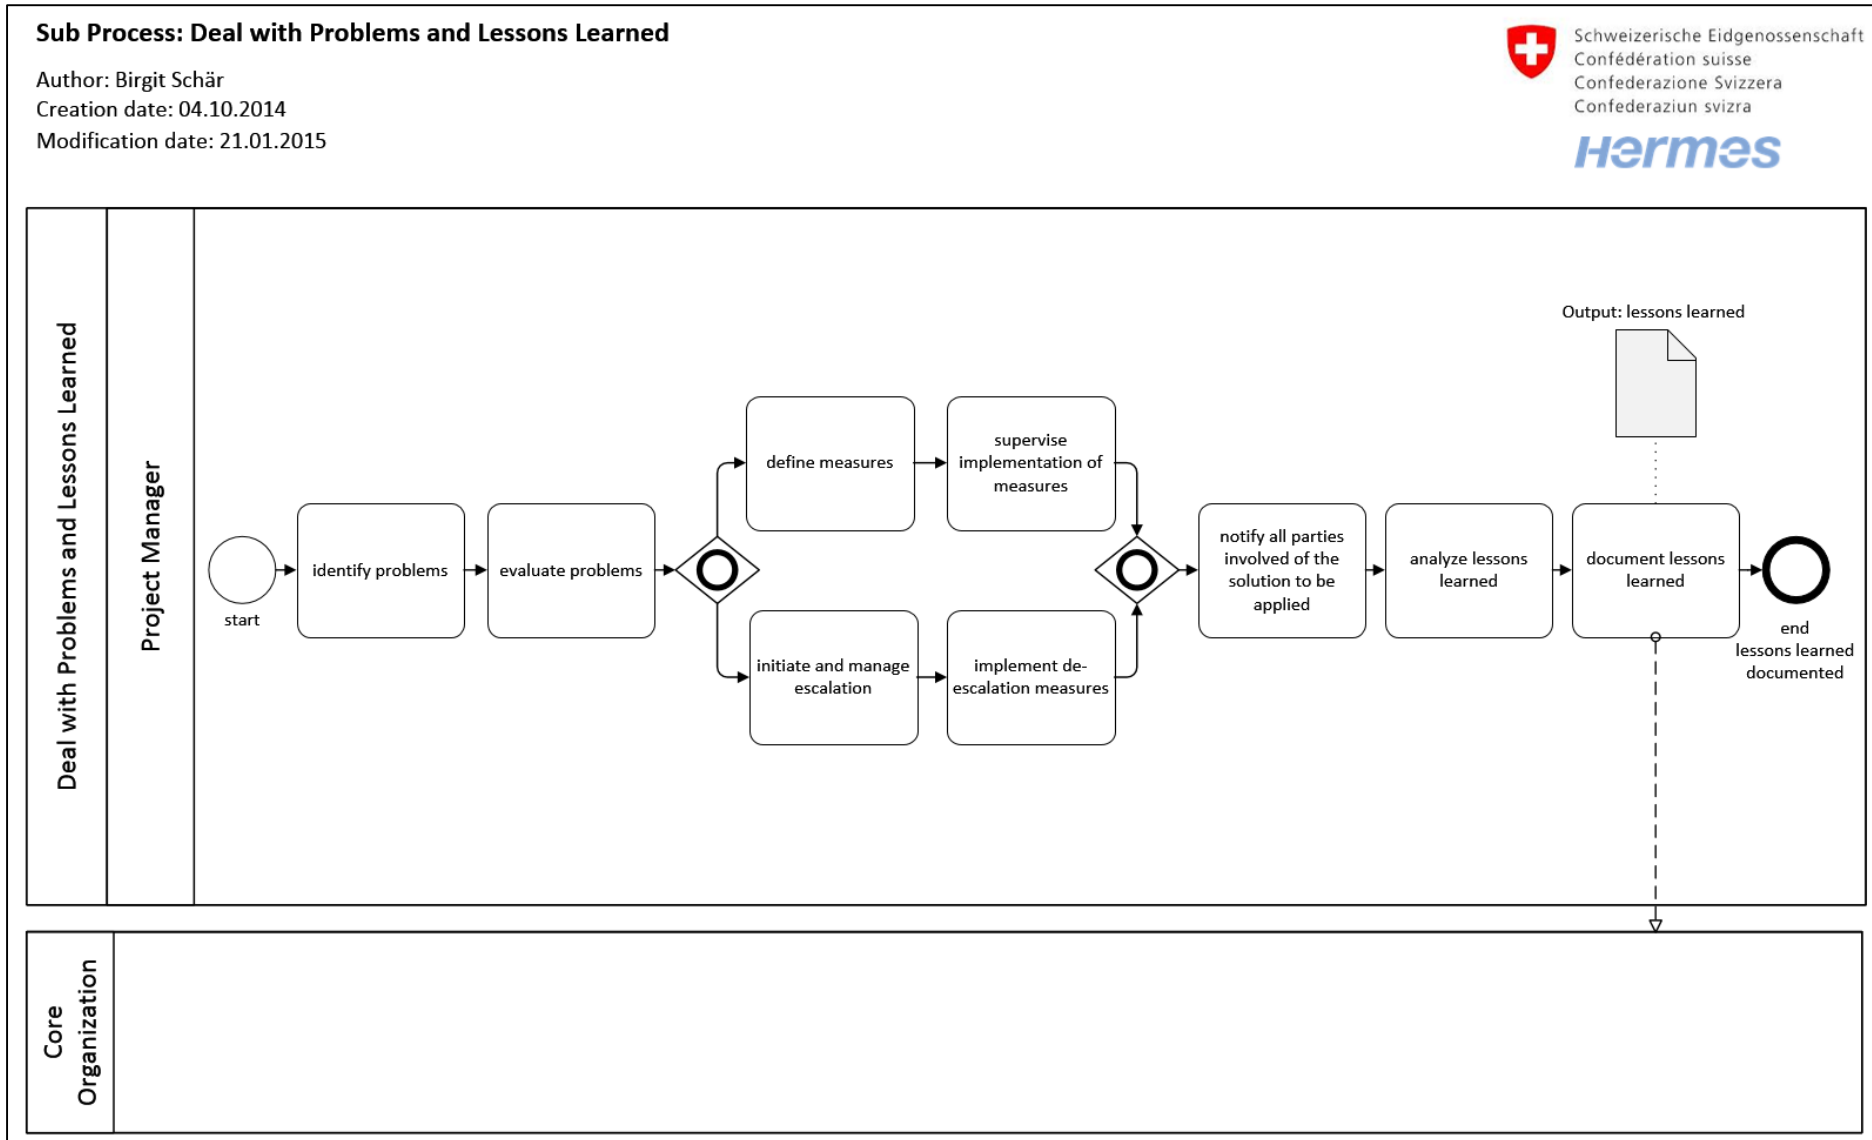 Sub Process: Deal with Problems and Lessons Learned
Author: Birgit Schär
Creation date: 04.10.2014
Modification date: 21.01.2015
Schweizerische Eidgenossenschaft
Confédération suisse
Confederazione Svizzera
Confederaziun svizra
Hermes
Deal with Problems and Lessons Learned
Project Manager
start
identify problems
evaluate problems
define measures
supervise
implementation of
measures
initiate and manage
escalation
implement de-
escalation measures
notify all parties
involved of the
solution to be
applied
analyze lessons
learned
Output: lessons learned
document lessons
learned
end
lessons learned
documented
Core
Organization